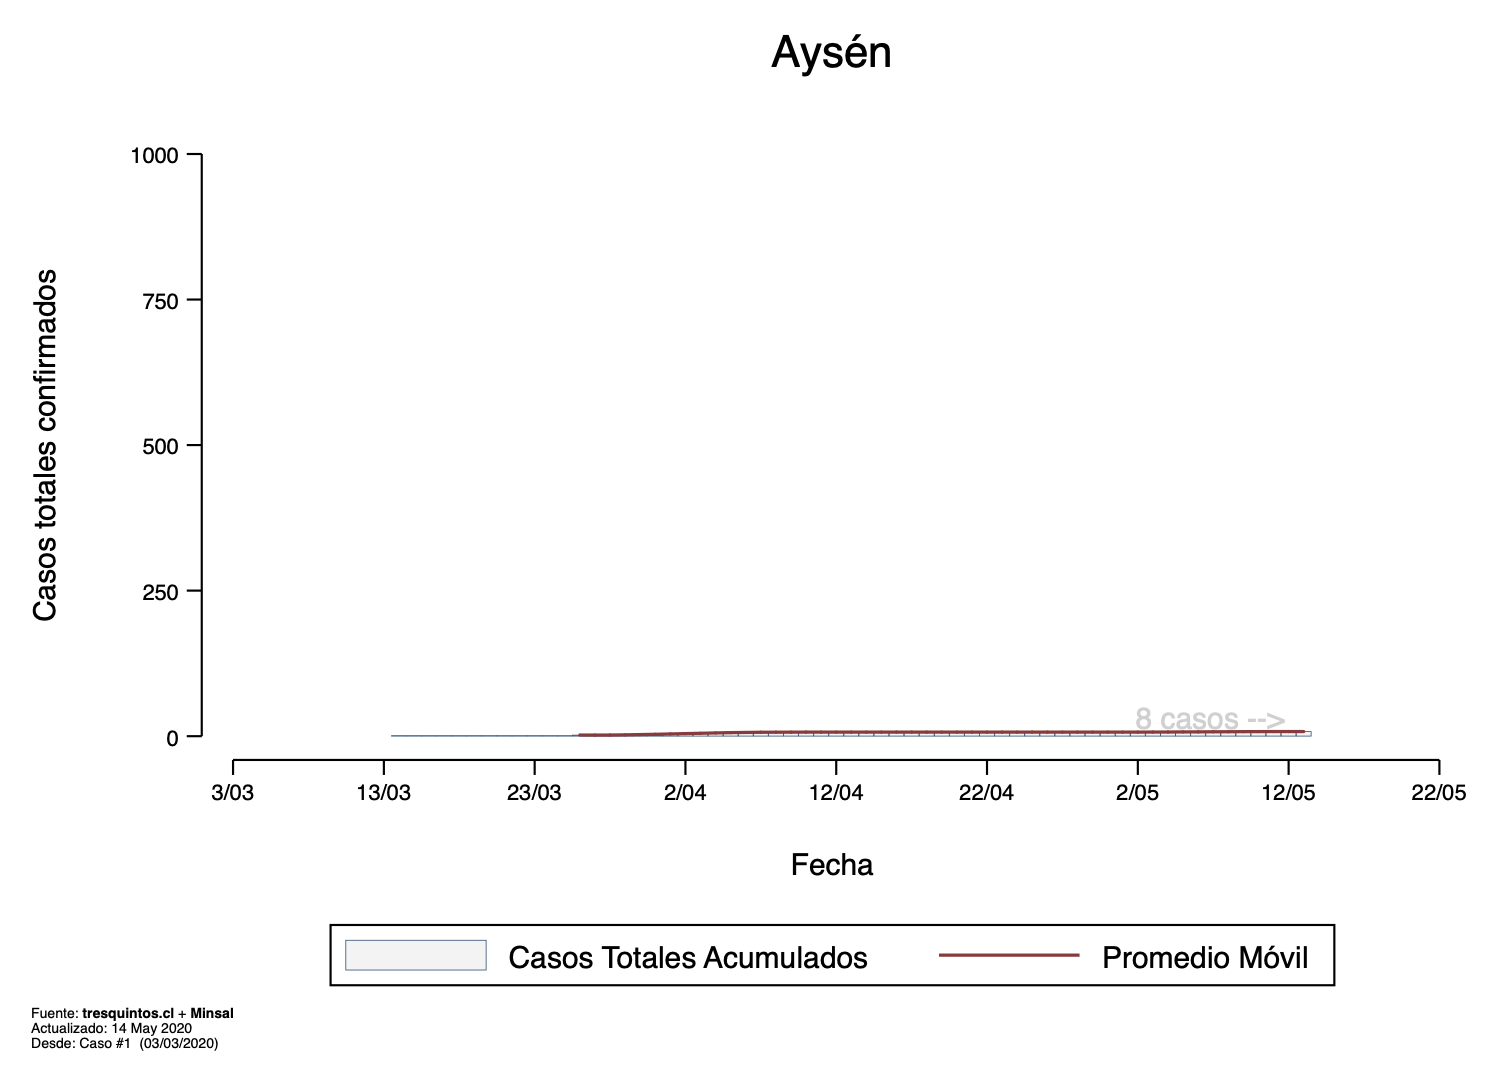 Aysén
Casos totales confirmados
1000
750
500
250
0
8 casos -->
3/03 13/03 23/03 2/04 12/04 22/04 2/05 12/05 22/05
Fecha
Casos Totales Acumulados Promedio Móvil
Fuente: tresquintos.cl + Minsal
Actualizado: 14 May 2020
Desde: Caso #1 (03/03/2020)